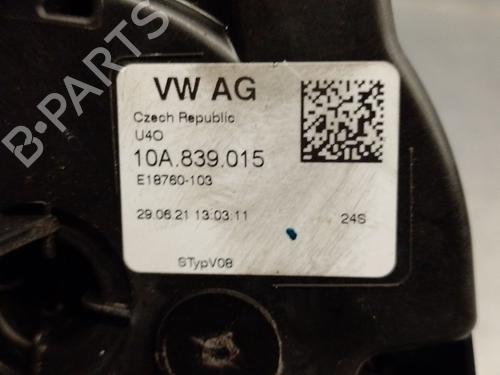 B-PARTS
VW AG
Czech Republic
U4O
10A.839.015
E18760-103
29.06.21 13:03:11
24S
STypV08